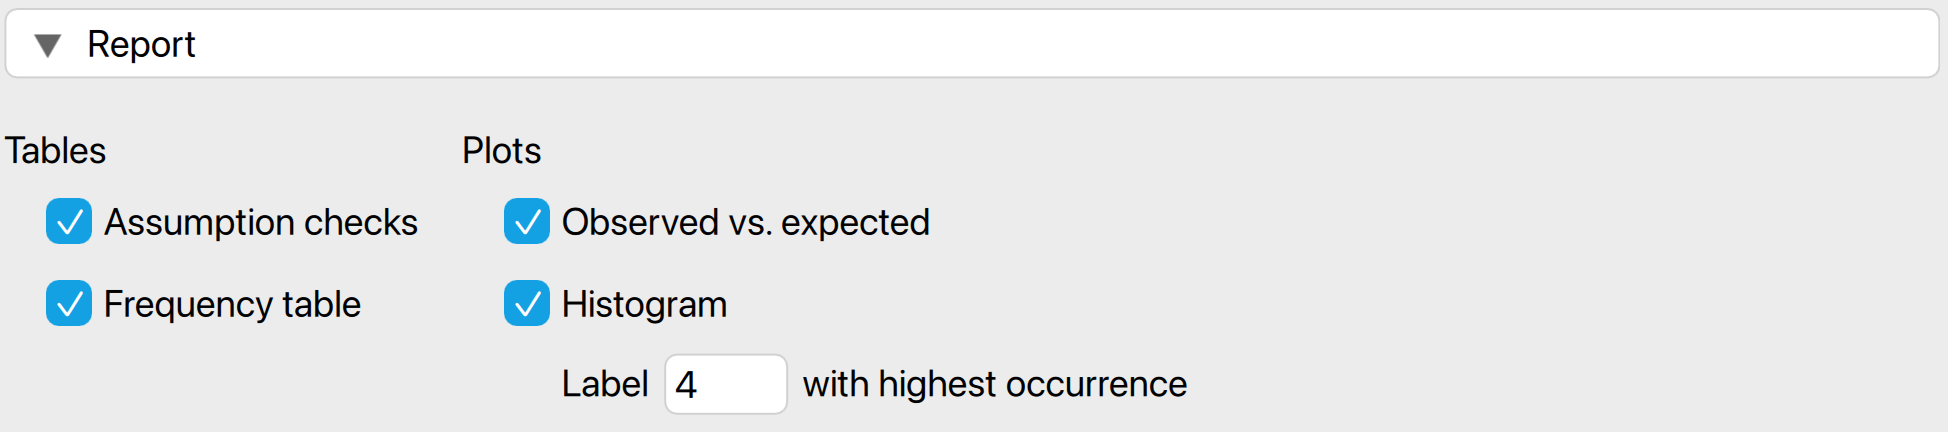 Report
Tables
Plots
Assumption checks
Observed vs. expected
Frequency table
Histogram
Label 4 with highest occurrence